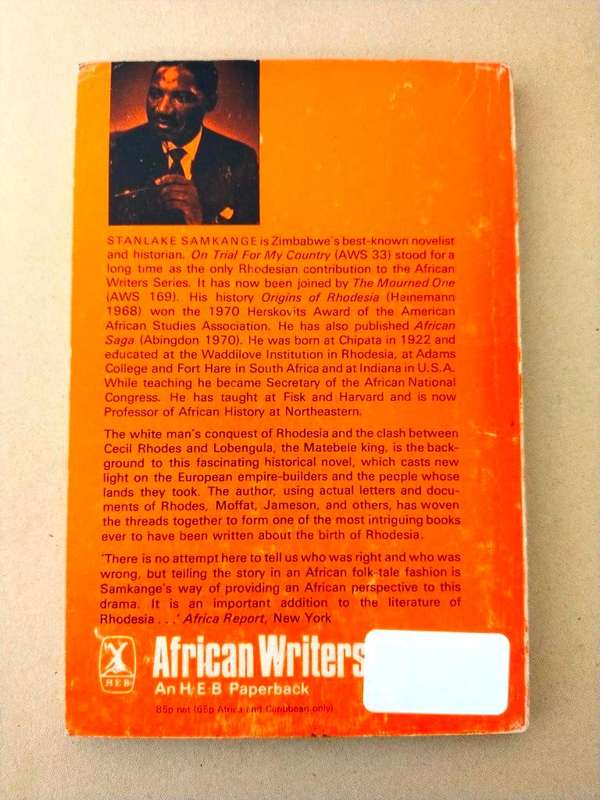 STANLAKE SAMKANGE is Zimbabwe's best-known novelist
and historian. On Trial For My Country (AWS 33) stood for a
long time as the only Rhodesian contribution to the African
Writers Series. It has now been joined by The Mourned One
(AWS 169). His history Origins of Rhodesia (Heinemann
1968) won the 1970 Herskovits Award of the American
African Studies Association. He has also published African
Saga (Abingdon 1970). He was born at Chipata in 1922 and
educated at the Waddilove Institution in Rhodesia, at Adams
College and Fort Hare in South Africa and at Indiana in U.S.A.
While teaching he became Secretary of the African National
Congress. He has taught at Fisk and Harvard and is now
Professor of African History at Northeastern.
The white man's conquest of Rhodesia and the clash between
Cecil Rhodes and Lobengula, the Matebele king, is the back-
ground to this fascinating historical novel, which casts new
light on the European empire-builders and the people whose
lands they took. The author, using actual letters and docu-
ments of Rhodes, Moffat, Jameson, and others, has woven
the threads together to form one of the most intriguing books
ever to have been written about the birth of Rhodesia.
'There is no attempt here to tell us who was right and who was
wrong, but telling the story in an African folk-tale fashion is
Samkange's way of providing an African perspective to this
drama. It is an important addition to the literature of
Rhodesia . . .' Africa Report, New York
African Writers
An H/E B Paperback
H·E·B
85p net (65p Africa and Caribbean only)